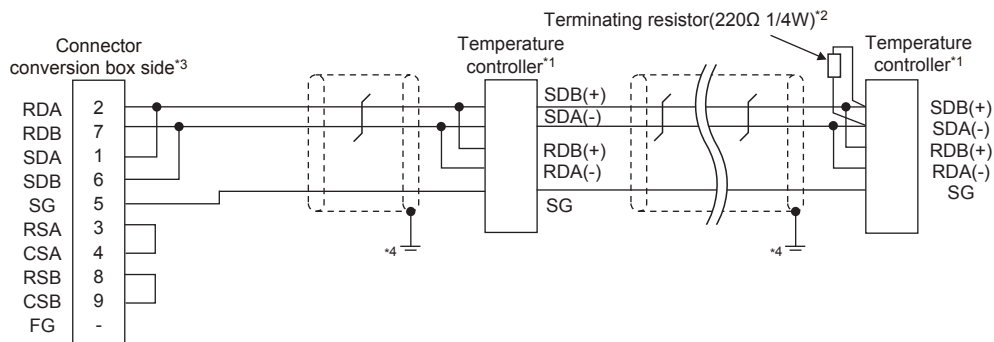 Terminating resistor(220Ω 1/4W)*2
Connector
conversion box side*3
Temperature
controller*1
Temperature
controller*1
RDA 2
RDB 7
SDA 1
SDB 6
SG 5
RSA 3
CSA 4
RSB 8
CSB 9
FG -
*4
SDB(+)
SDA(-)
RDB(+)
RDA(-)
SG
*4
SDB(+)
SDA(-)
RDB(+)
RDA(-)
SG